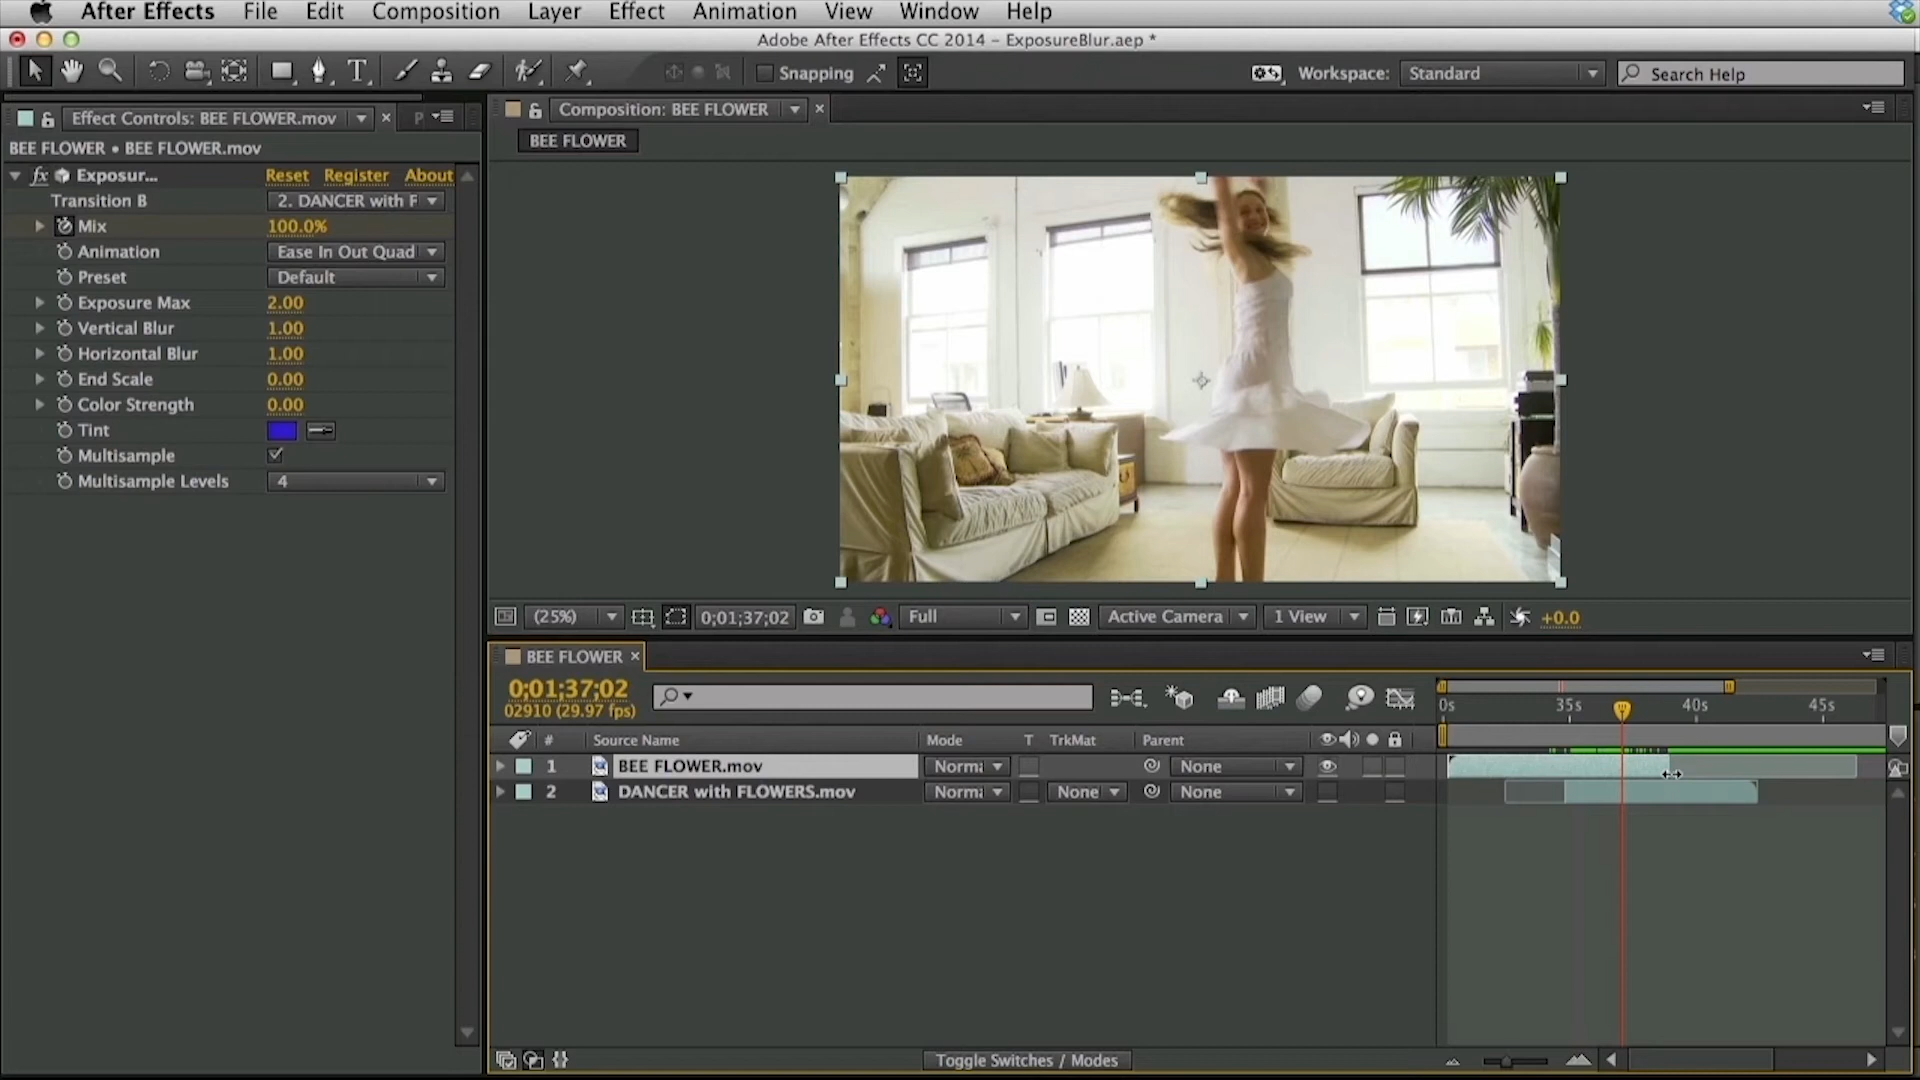 After Effects File Edit Composition Layer Effect Animation View Window Help
Adobe After Effects CC 2014 - ExposureBlur.aep *
T Snapping Workspace: Standard Search Help
Effect Controls: BEE FLOWER.mov × P
Composition: BEE FLOWER ×
BEE FLOWER
BEE FLOWER • BEE FLOWER.mov
fx Exposur... Reset Register About
Transition B 2. DANCER with F
Mix 100.0%
Animation Ease In Out Quad
Preset Default
Exposure Max 2.00
Vertical Blur 1.00
Horizontal Blur 1.00
End Scale 0.00
Color Strength 0.00
Tint
Multisample
Multisample Levels 4
(25%) 0;01;37;02 Full Active Camera 1 View +0.0
BEE FLOWER ×
0;01;37;02
02910 (29.97 fps)
0s 35s 40s 45s
# Source Name Mode T TrkMat Parent
1 BEE FLOWER.mov Norma None
2 DANCER with FLOWERS.mov Norma None None
Toggle Switches / Modes